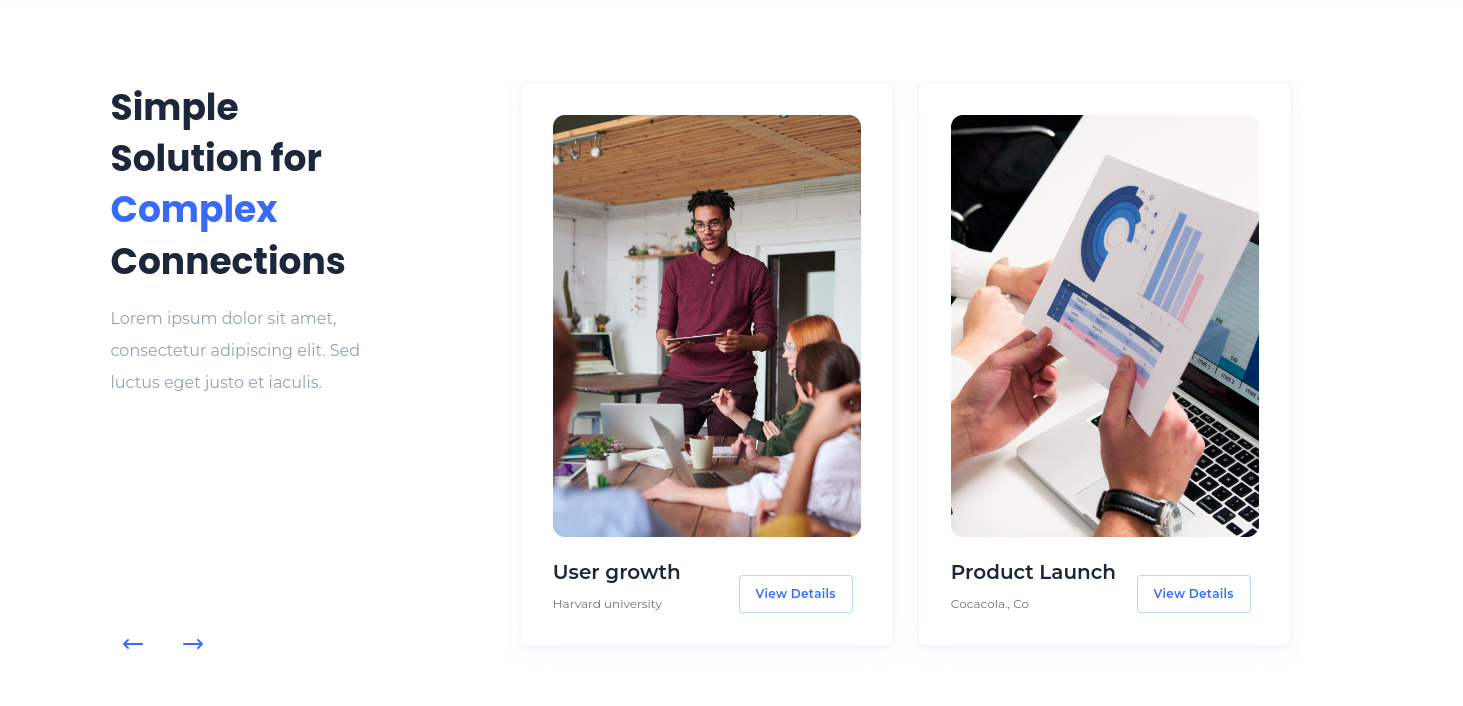 Simple
Solution for
Complex
Connections
Lorem ipsum dolor sit amet,
consectetur adipiscing elit. Sed
luctus eget justo et iaculis.
User growth
Harvard university
View Details
Product Launch
Cocacola., Co
View Details